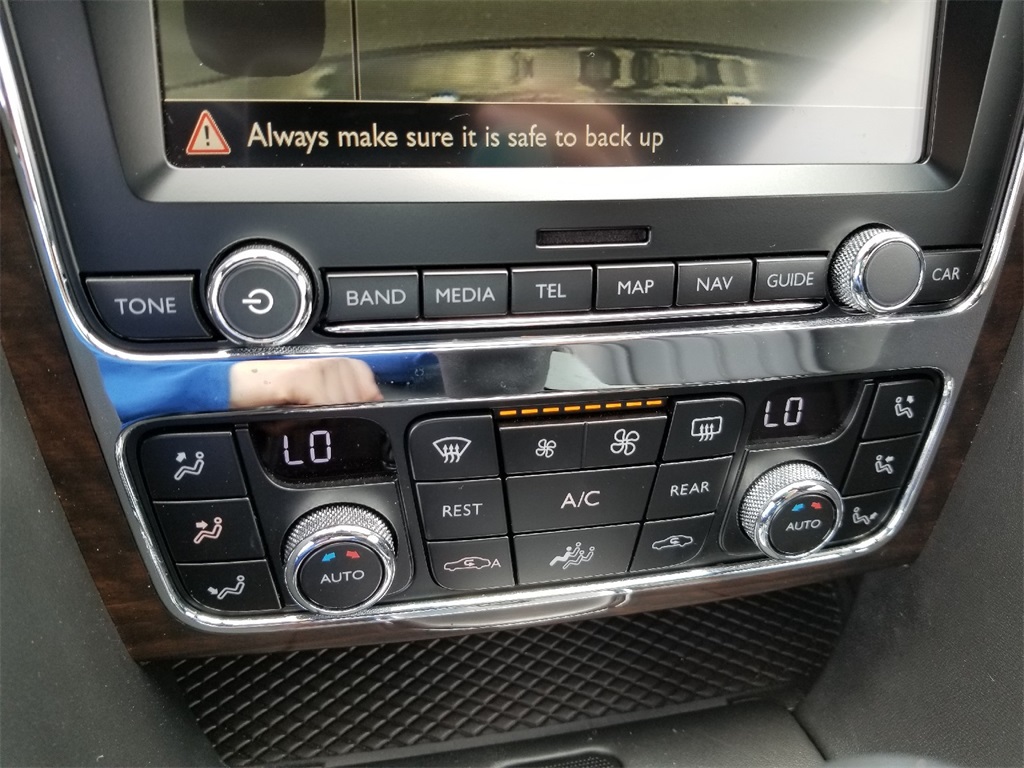 Always make sure it is safe to back up
TONE
BAND
MEDIA
TEL
MAP
NAV
GUIDE
CAR
LO
LO
REST
A/C
REAR
A
AUTO
AUTO